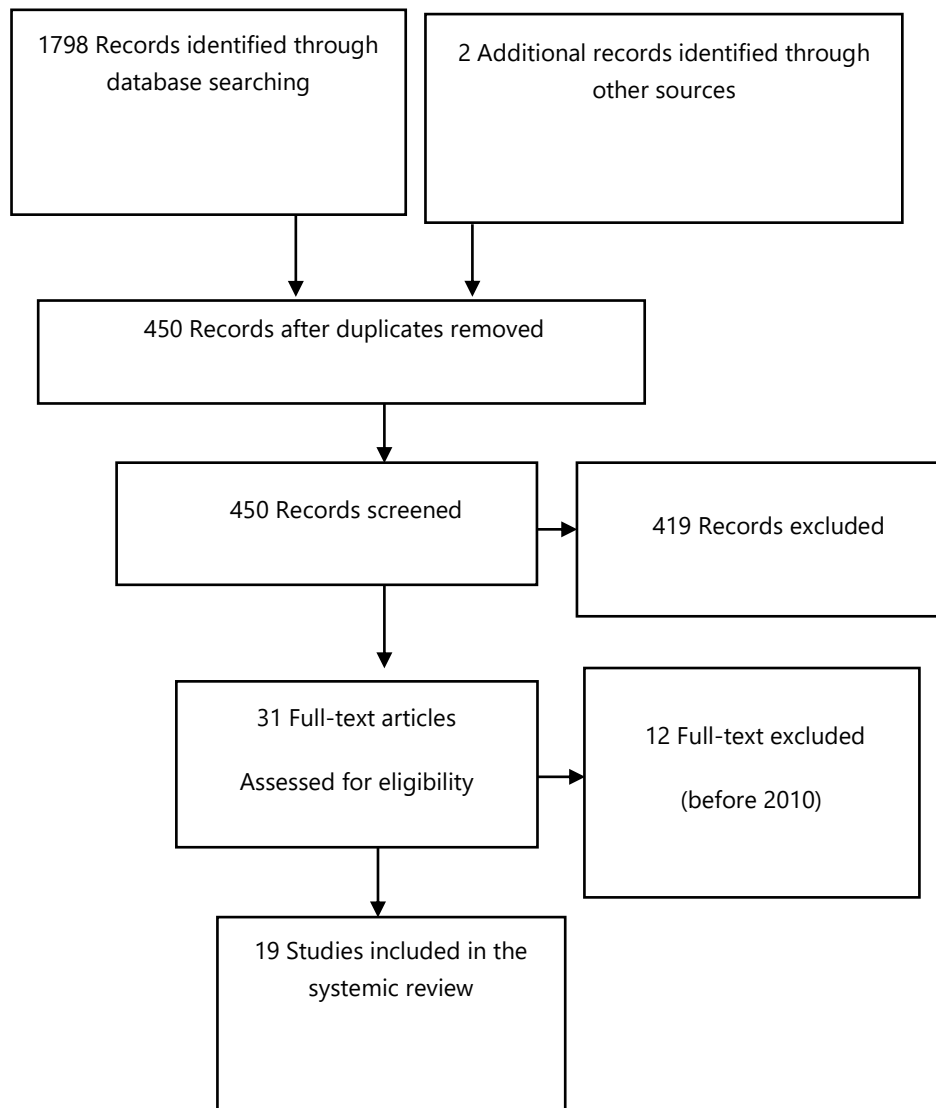 1798 Records identified through
database searching
2 Additional records identified through
other sources
450 Records after duplicates removed
450 Records screened
419 Records excluded
31 Full-text articles
Assessed for eligibility
12 Full-text excluded
(before 2010)
19 Studies included in the
systemic review